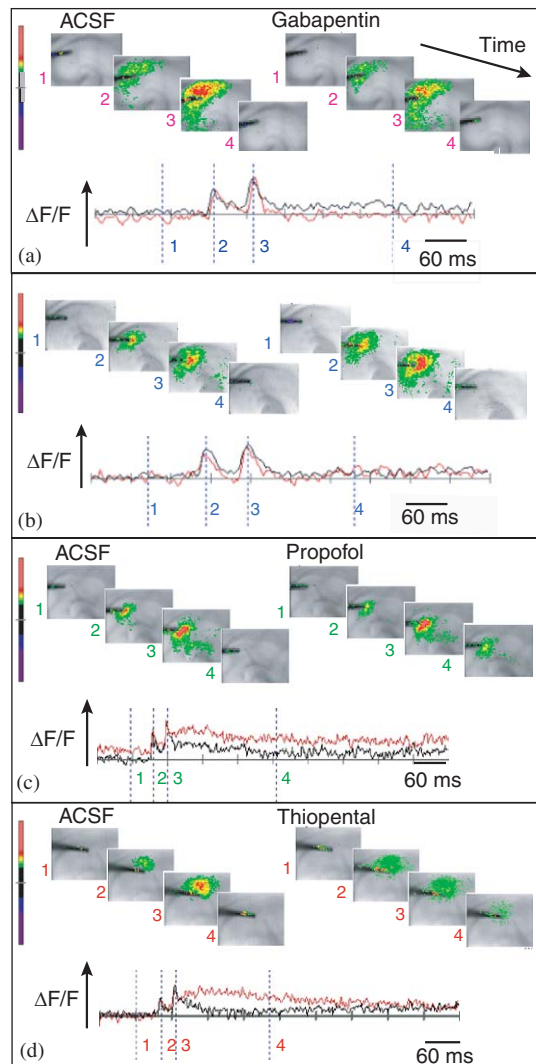 ACSF Gabapentin
Time
1 2 3 4 1 2 3 4
ΔF/F
1 2 3 4
60 ms
(a)
1 2 3 4 1 2 3 4
ΔF/F
1 2 3 4
60 ms
(b)
ACSF Propofol
1 2 3 4 1 2 3 4
ΔF/F
1 2 3 4
60 ms
(c)
ACSF Thiopental
1 2 3 4 1 2 3 4
ΔF/F
1 2 3 4
60 ms
(d)